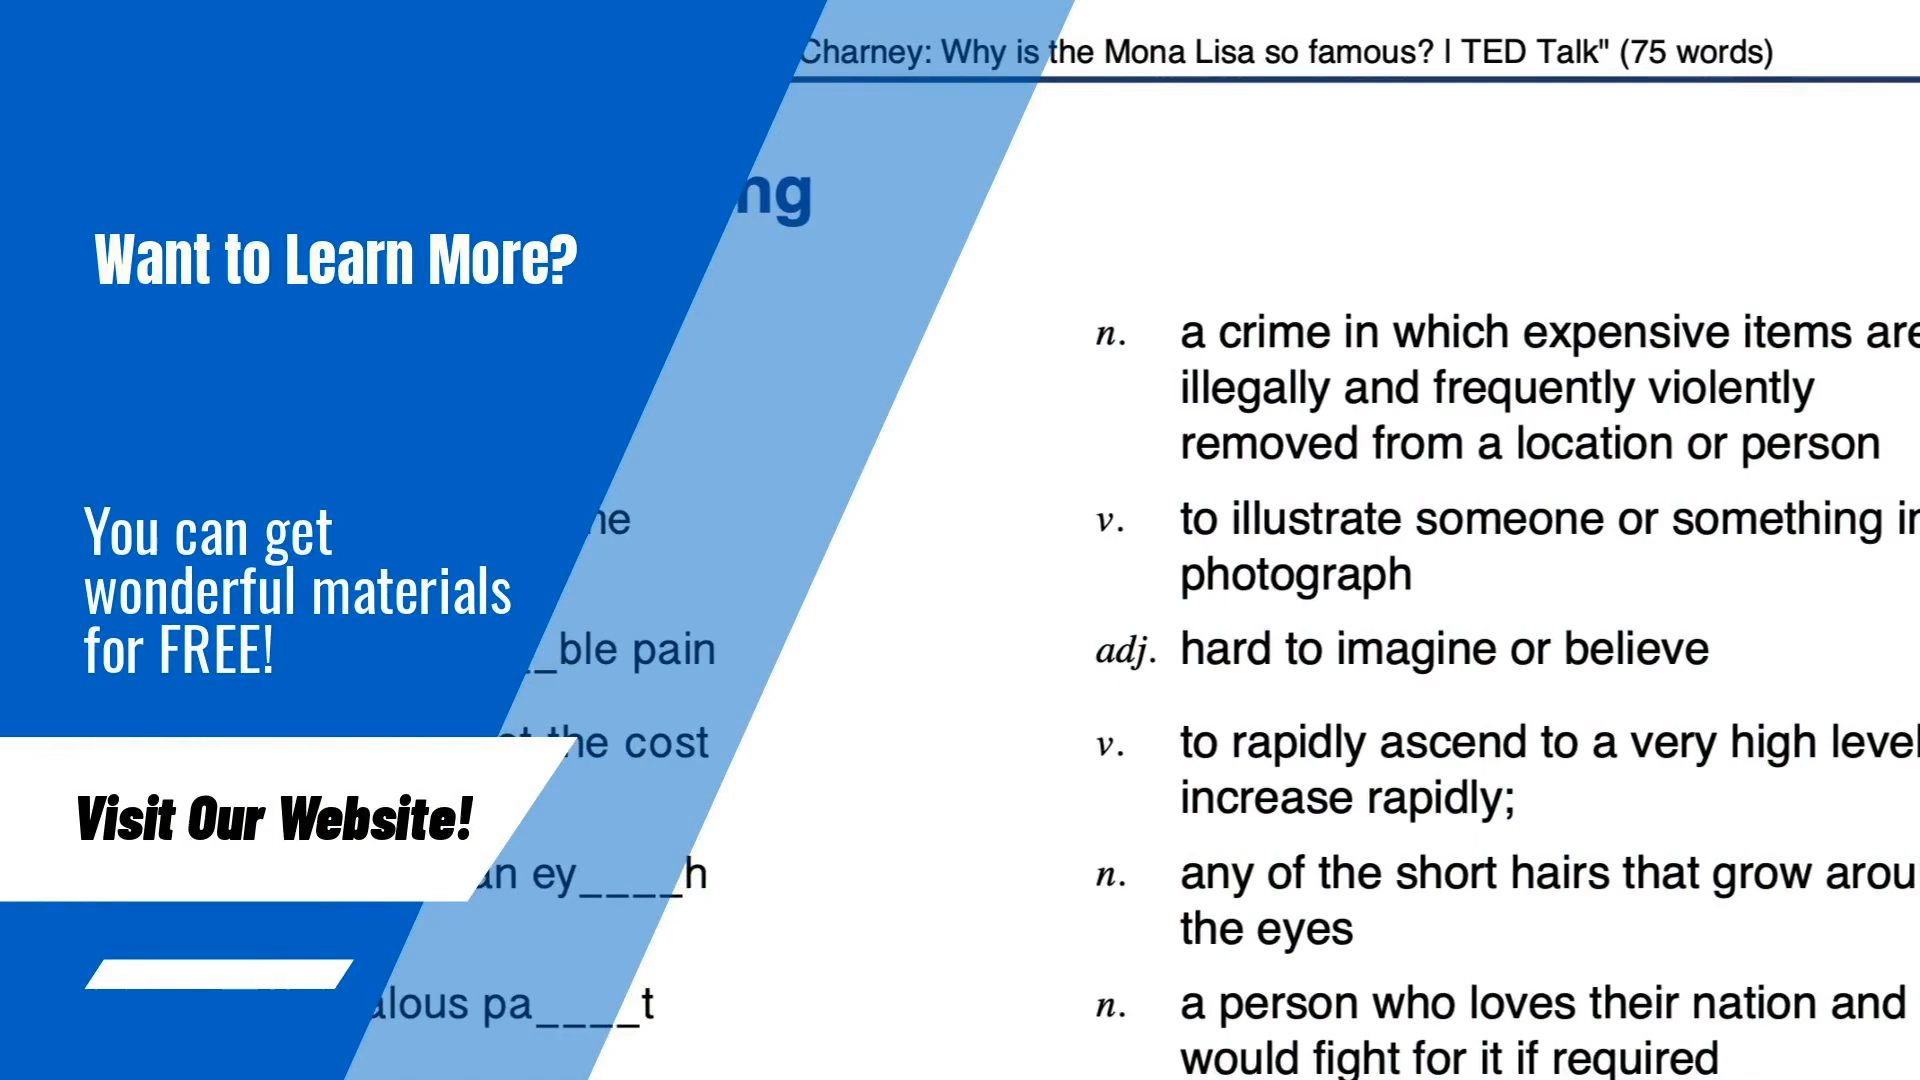 Charney: Why is the Mona Lisa so famous? | TED Talk" (75 words)
Want to Learn More?
You can get
wonderful materials
for FREE!
Visit Our Website!
ble pain
the cost
an ey____h
pa____t
n. a crime in which expensive items are
illegally and frequently violently
removed from a location or person
v. to illustrate someone or something in
photograph
adj. hard to imagine or believe
v. to rapidly ascend to a very high level
increase rapidly;
n. any of the short hairs that grow
the eyes
n. a person who loves their nation and
would fight for it if required